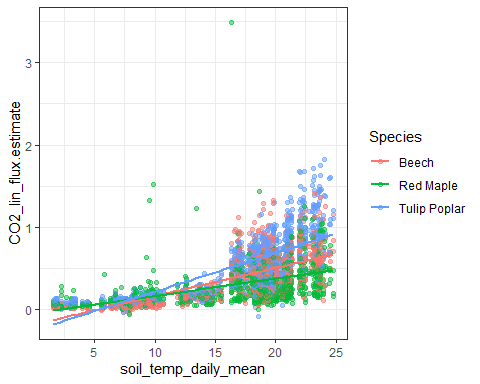 CO2_lin_flux.estimate
3
2
1
0
5
10
15
20
25
soil_temp_daily_mean
Species
Beech
Red Maple
Tulip Poplar